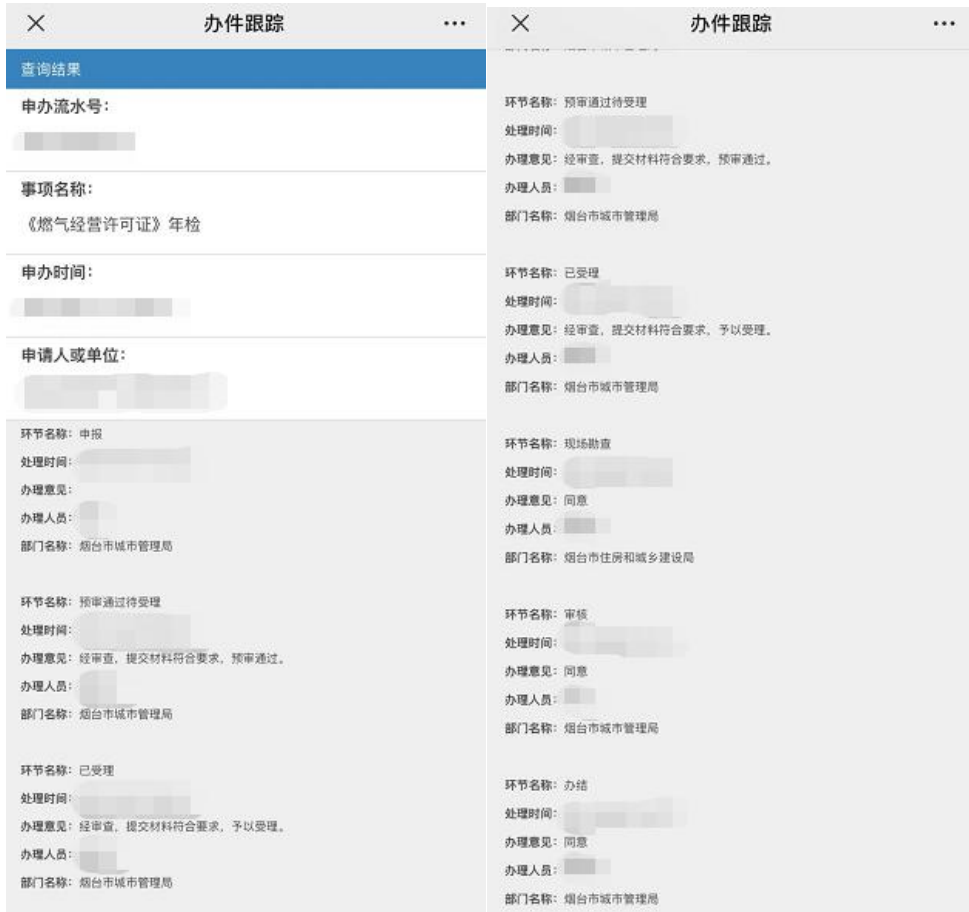 办件跟踪
查询结果
申办流水号:
事项名称:
《燃气经营许可证》年检
申办时间:
申请人或单位:
环节名称: 申报
处理时间:
办理意见:
办理人员:
部门名称: 烟台市城市管理局
环节名称: 预审通过待受理
处理时间:
办理意见: 经审查, 提交材料符合要求, 预审通过。
办理人员:
部门名称: 烟台市城市管理局
环节名称: 已受理
处理时间:
办理意见: 经审查, 提交材料符合要求, 予以受理。
办理人员:
部门名称: 烟台市城市管理局
办件跟踪
环节名称: 预审通过待受理
处理时间:
办理意见: 经审查, 提交材料符合要求, 预审通过。
办理人员:
部门名称: 烟台市城市管理局
环节名称: 已受理
处理时间:
办理意见: 经审查, 提交材料符合要求, 予以受理。
办理人员:
部门名称: 烟台市城市管理局
环节名称: 现场勘查
处理时间:
办理意见: 同意
办理人员:
部门名称: 烟台市住房和城乡建设局
环节名称: 审核
处理时间:
办理意见: 同意
办理人员:
部门名称: 烟台市城市管理局
环节名称: 办结
处理时间:
办理意见: 同意
办理人员:
部门名称: 烟台市城市管理局